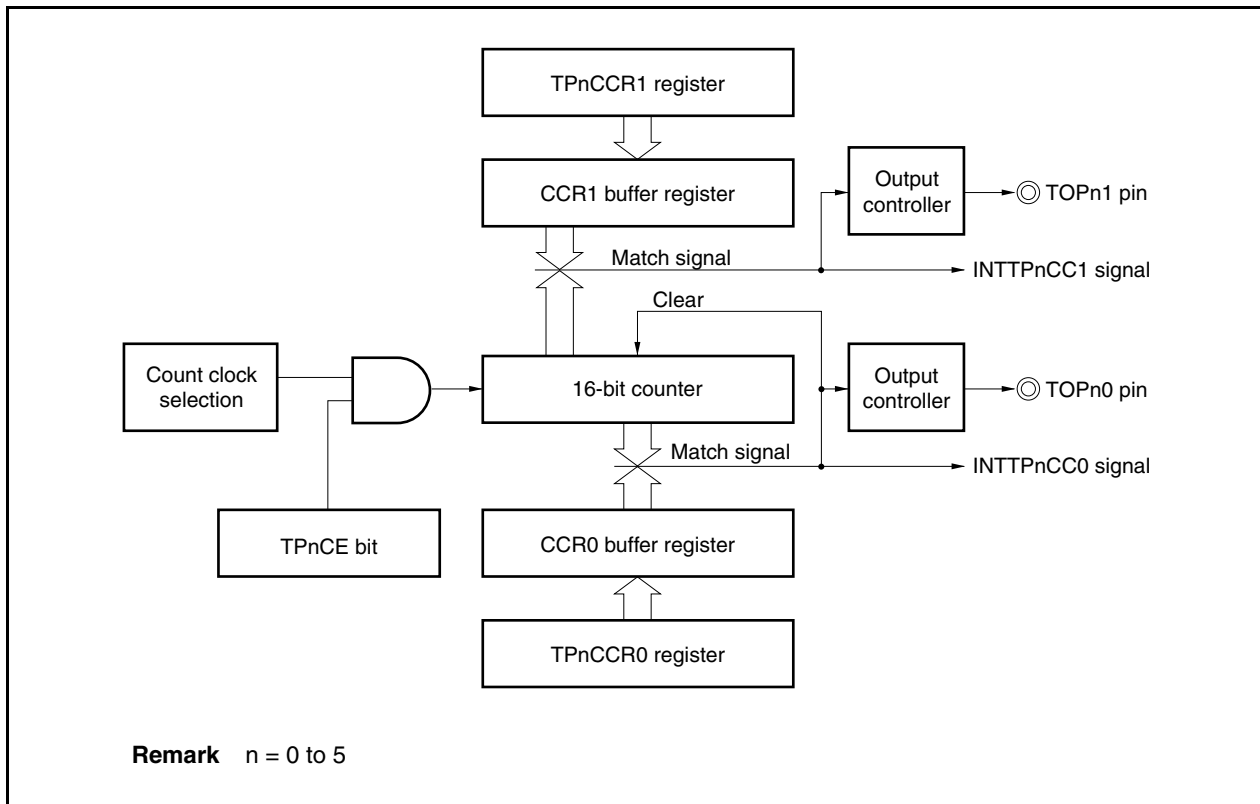 TPnCCR1 register
CCR1 buffer register
Output
controller
TOPn1 pin
Match signal
INTTPnCC1 signal
Clear
Count clock
selection
16-bit counter
Output
controller
TOPn0 pin
Match signal
INTTPnCC0 signal
TPnCE bit
CCR0 buffer register
TPnCCR0 register
Remark n = 0 to 5